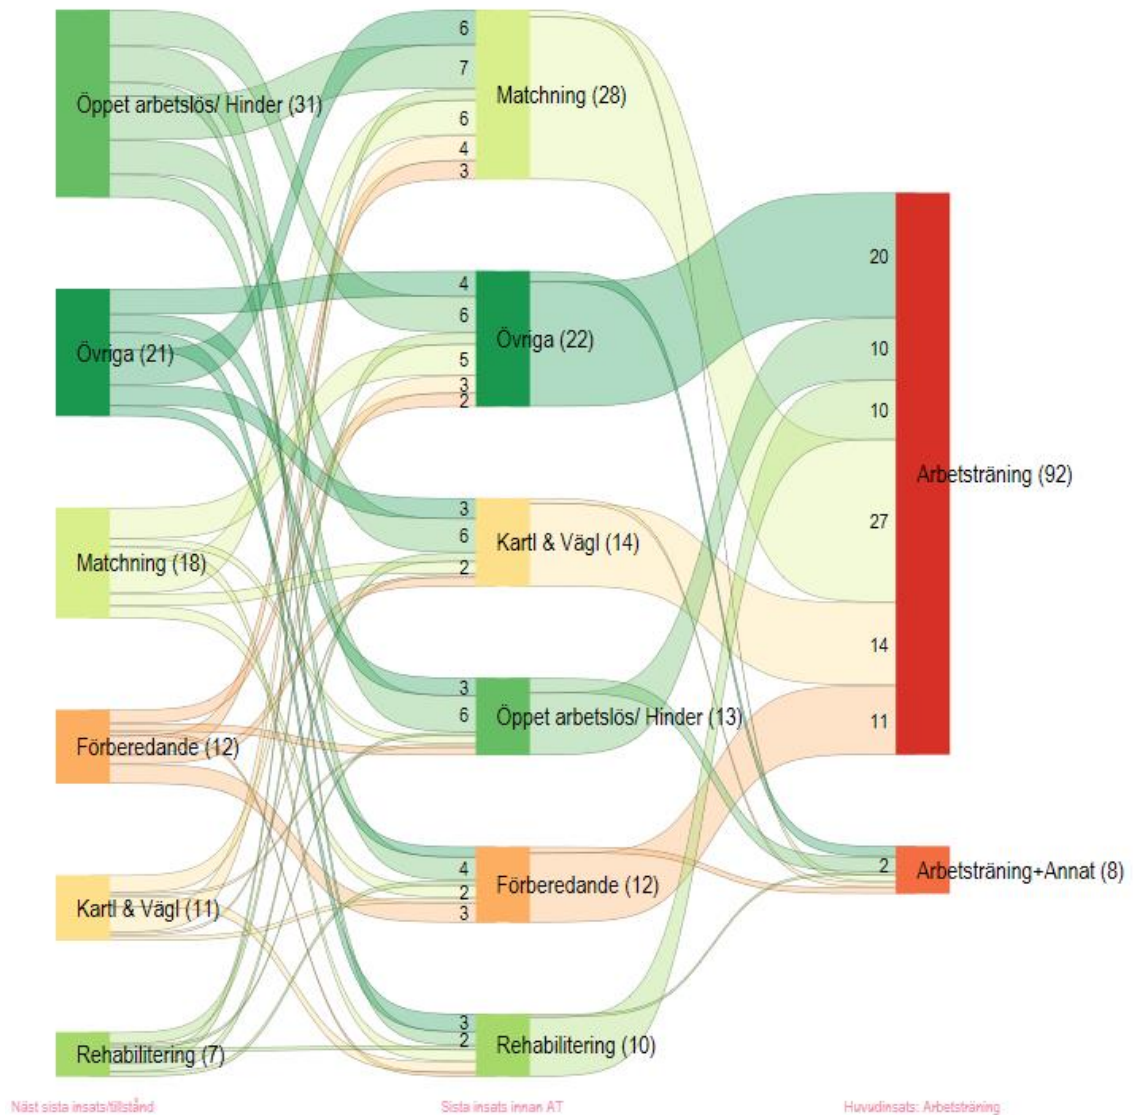 Öppet arbetslös/ Hinder (31)
Övriga (21)
Matchning (18)
Förberedande (12)
Kartl & Vägl (11)
Rehabilitering (7)
6
7
6
4
3
Matchning (28)
4
6
5
3
2
Övriga (22)
3
6
2
Kartl & Vägl (14)
3
6
Öppet arbetslös/ Hinder (13)
4
2
3
Förberedande (12)
3
2
Rehabilitering (10)
20
10
10
27
14
11
Arbetsträning (92)
2
Arbetsträning+Annat (8)
Näst sista insats/tillstånd
Sista insats innan AT
Huvudinsats: Arbetsträning